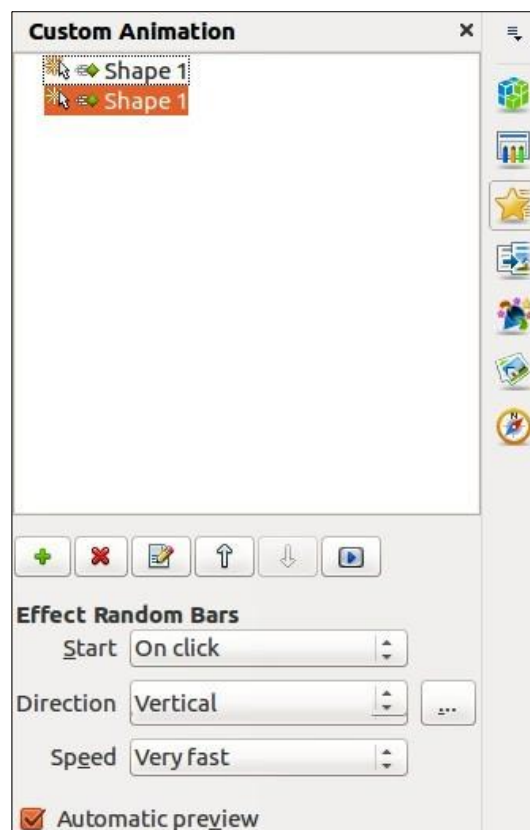 Custom Animation
Shape 1
Shape 1
Effect Random Bars
Start On click
Direction Vertical ...
Speed Very fast
Automatic preview